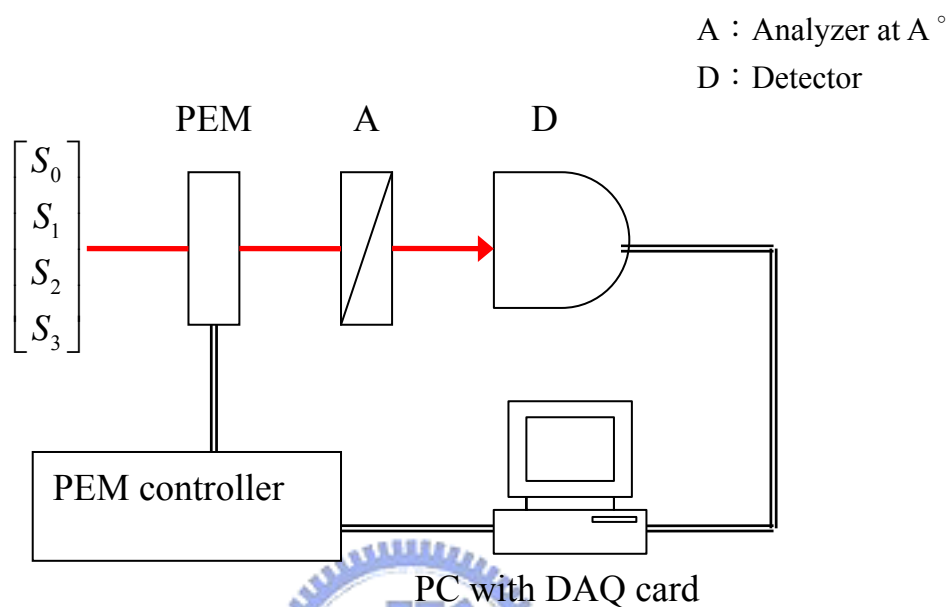 A：Analyzer at A°
D：Detector
PEM A D
S₀
S₁
S₂
S₃
PEM controller
PC with DAQ card